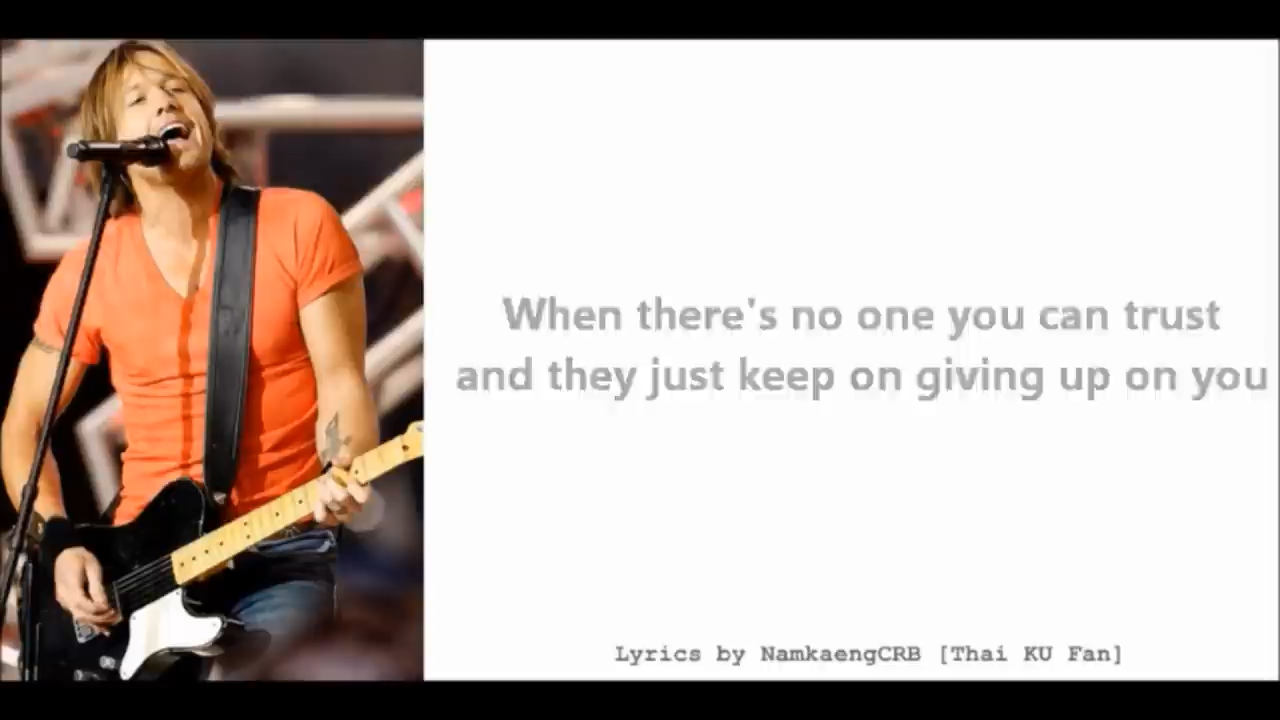 When there's no one you can trust
and they just keep on giving up on you
Lyrics by NamkaengCRB [Thai KU Fan]